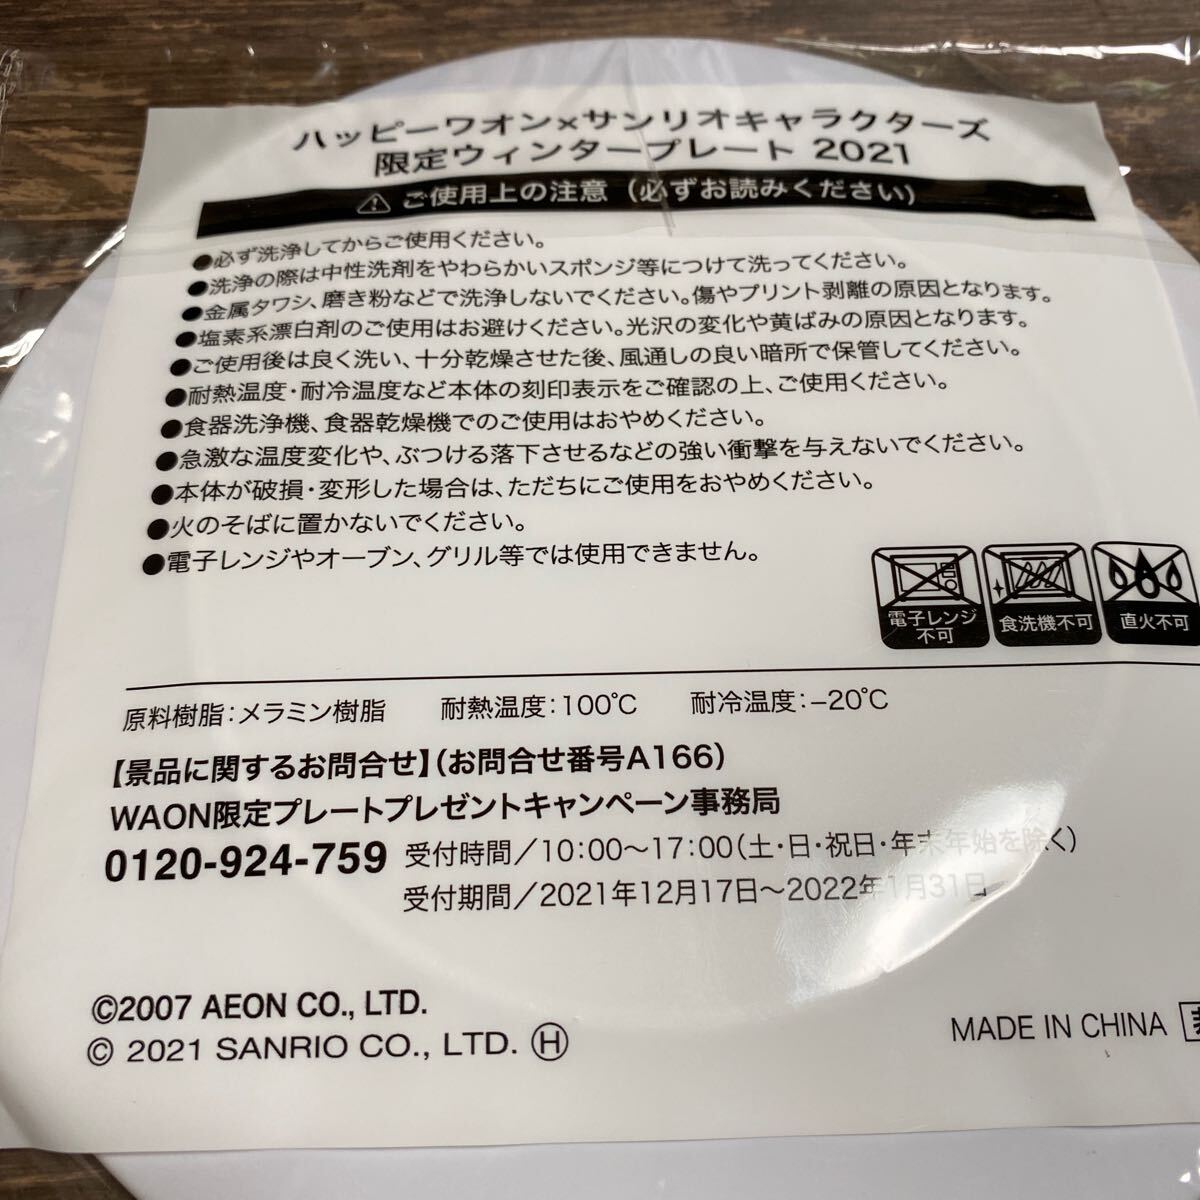 ハッピーワオン×サンリオキャラクターズ
限定ウィンタープレート 2021
⚠ご使用上の注意（必ずお読みください）
●必ず洗浄してからご使用ください。
●洗浄の際は中性洗剤をやわらかいスポンジ等につけて洗ってください。
●金属タワシ、磨き粉などで洗浄しないでください。傷やプリント剥離の原因となります。
●塩素系漂白剤のご使用はお避けください。光沢の変化や黄ばみの原因となります。
●ご使用後は良く洗い、十分乾燥させた後、風通しの良い暗所で保管してください。
●耐熱温度・耐冷温度など本体の刻印表示をご確認の上、ご使用ください。
●食器洗浄機、食器乾燥機でのご使用はおやめください。
●急激な温度変化や、ぶつける落下させるなどの強い衝撃を与えないでください。
●本体が破損・変形した場合は、ただちにご使用をおやめください。
●火のそばに置かないでください。
●電子レンジやオーブン、グリル等では使用できません。
電子レンジ
不可
食洗機不可
直火不可
原料樹脂：メラミン樹脂 耐熱温度：100℃ 耐冷温度：−20℃
【景品に関するお問合せ】（お問合せ番号A166）
WAON限定プレートプレゼントキャンペーン事務局
0120-924-759 受付時間／10:00～17:00（土・日・祝日・年末年始を除く）
受付期間／2021年12月17日～2022年1月31日
©2007 AEON CO., LTD.
© 2021 SANRIO CO., LTD. Ⓗ
MADE IN CHINA